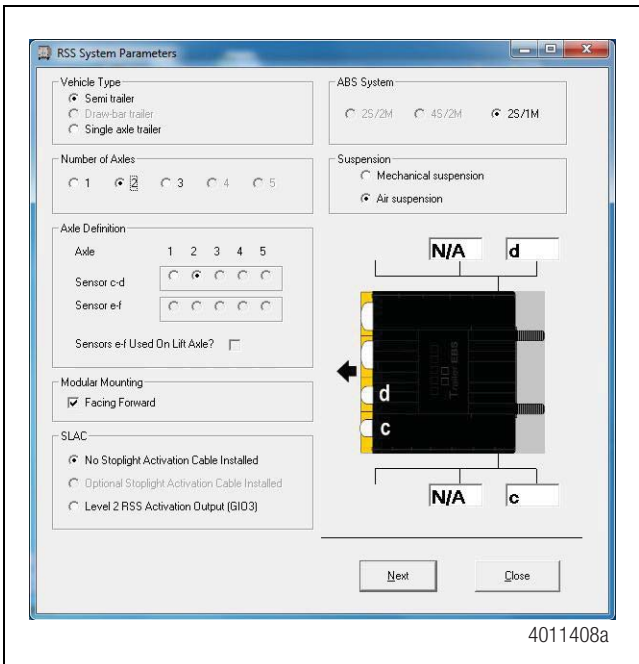 RSS System Parameters
Vehicle Type
Semi trailer
Draw-bar trailer
Single axle trailer
ABS System
2S/2M 4S/2M 2S/1M
Number of Axles
1 2 3 4 5
Suspension
Mechanical suspension
Air suspension
Axle Definition
Axle 1 2 3 4 5
Sensor c-d
Sensor e-f
Sensors e-f Used On Lift Axle?
Modular Mounting
Facing Forward
SLAC
No Stoplight Activation Cable Installed
Optional Stoplight Activation Cable Installed
Level 2 RSS Activation Output (GIO3)
N/A d
Trailer EBS
d
c
N/A c
Next Close
4011408a